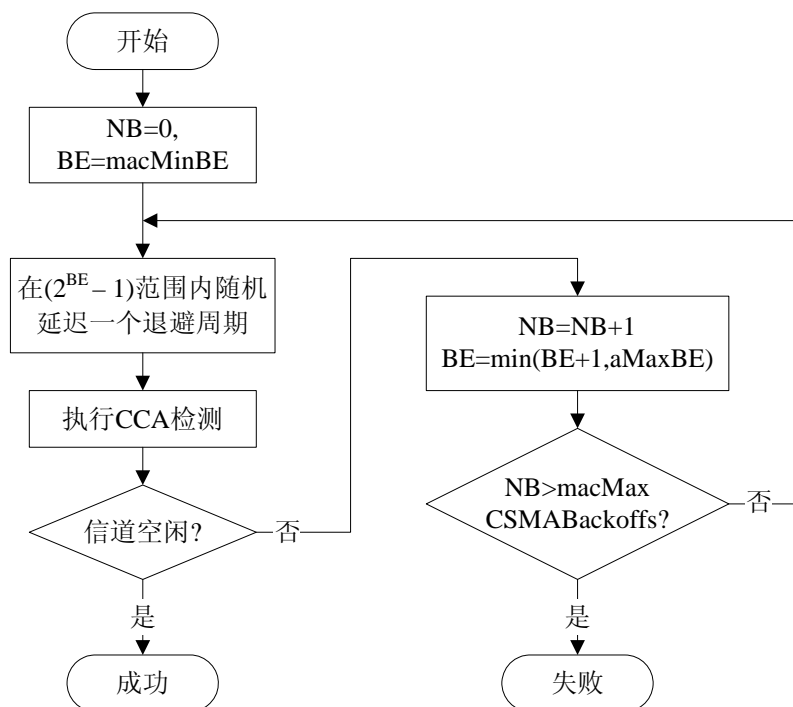 开始
NB=0,
BE=macMinBE
在(2^BE – 1)范围内随机
延迟一个退避周期
执行CCA检测
信道空闲?
否
是
成功
NB=NB+1
BE=min(BE+1,aMaxBE)
NB>macMax
CSMABackoffs?
否
是
失败